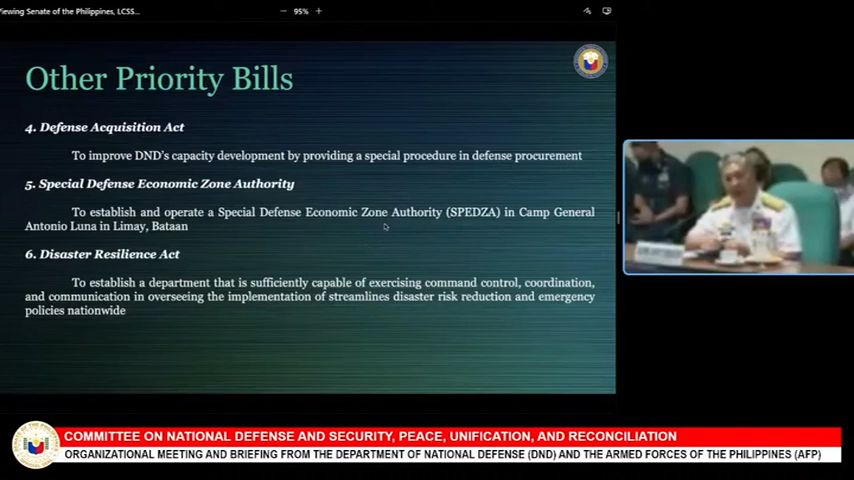 Viewing Senate of the Philippines, LCSS...
95%
Other Priority Bills
4. Defense Acquisition Act
To improve DND's capacity development by providing a special procedure in defense procurement
5. Special Defense Economic Zone Authority
To establish and operate a Special Defense Economic Zone Authority (SPEDZA) in Camp General
Antonio Luna in Limay, Bataan
6. Disaster Resilience Act
To establish a department that is sufficiently capable of exercising command control, coordination,
and communication in overseeing the implementation of streamlines disaster risk reduction and emergency
policies nationwide
COMMITTEE ON NATIONAL DEFENSE AND SECURITY, PEACE, UNIFICATION, AND RECONCILIATION
ORGANIZATIONAL MEETING AND BRIEFING FROM THE DEPARTMENT OF NATIONAL DEFENSE (DND) AND THE ARMED FORCES OF THE PHILIPPINES (AFP)